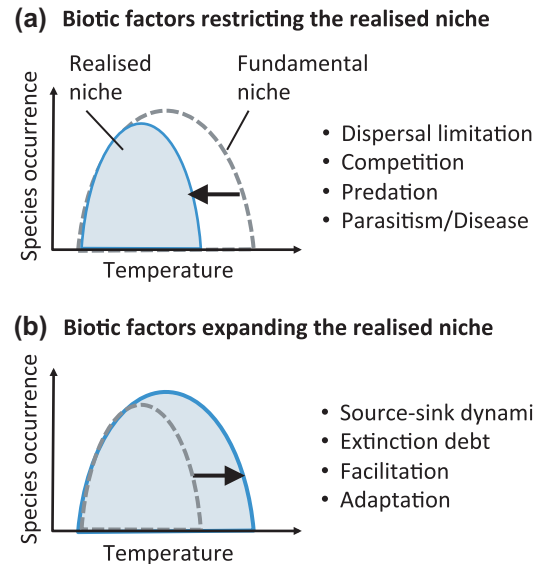 (a) Biotic factors restricting the realised niche
Realised
niche
Fundamental
niche
Species occurrence
Temperature
• Dispersal limitation
• Competition
• Predation
• Parasitism/Disease
(b) Biotic factors expanding the realised niche
Species occurrence
Temperature
• Source-sink dynami
• Extinction debt
• Facilitation
• Adaptation